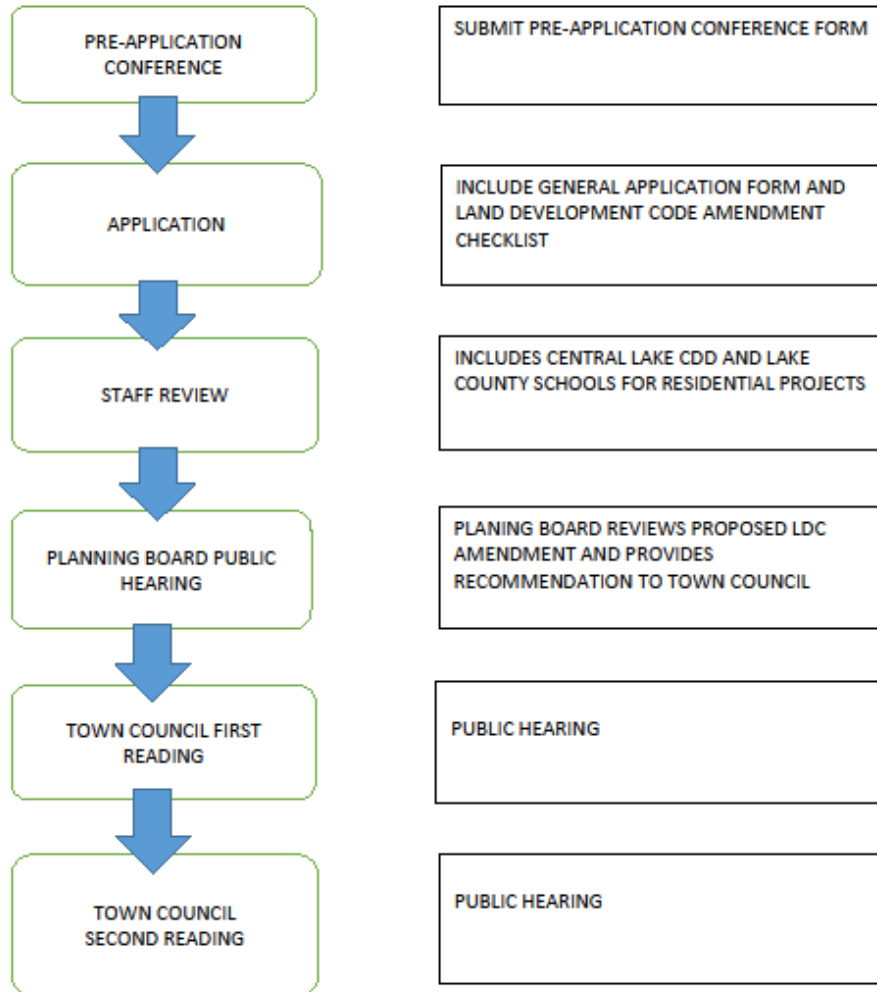 PRE-APPLICATION
CONFERENCE
SUBMIT PRE-APPLICATION CONFERENCE FORM
APPLICATION
INCLUDE GENERAL APPLICATION FORM AND
LAND DEVELOPMENT CODE AMENDMENT
CHECKLIST
STAFF REVIEW
INCLUDES CENTRAL LAKE CDD AND LAKE
COUNTY SCHOOLS FOR RESIDENTIAL PROJECTS
PLANNING BOARD PUBLIC
HEARING
PLANING BOARD REVIEWS PROPOSED LDC
AMENDMENT AND PROVIDES
RECOMMENDATION TO TOWN COUNCIL
TOWN COUNCIL FIRST
READING
PUBLIC HEARING
TOWN COUNCIL
SECOND READING
PUBLIC HEARING